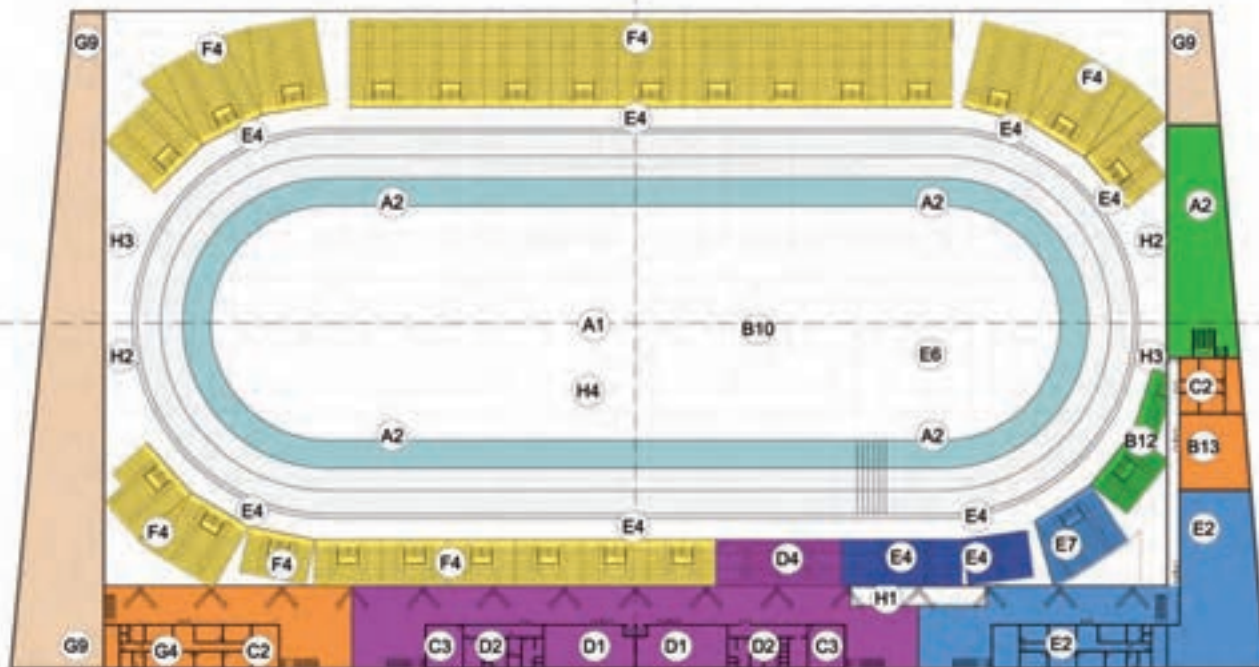 G9 F4 F4 F4 G9
E4 E4 E4
A2 A2 E4 A2
H3 H2
A1 B10
H2 E6 H3
H4 C2
A2 A2 B12 B13
E4 E4 E4
F4 F4 F4 D4 E4 E4 E7 E2
H1
G9 G4 C2 C3 D2 D1 D1 D2 C3 E2